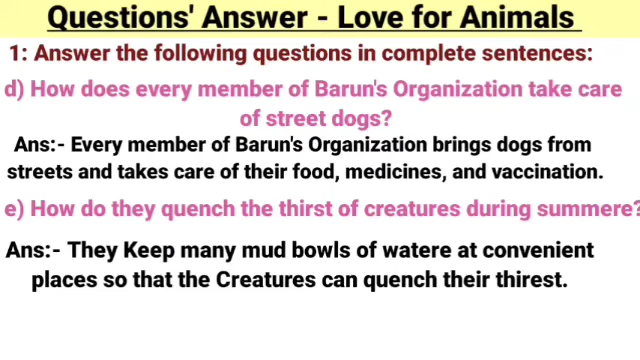 Questions' Answer - Love for Animals
1: Answer the following questions in complete sentences:
d) How does every member of Barun's Organization take care
of street dogs?
Ans:- Every member of Barun's Organization brings dogs from
streets and takes care of their food, medicines, and vaccination.
e) How do they quench the thirst of creatures during summere?
Ans:- They Keep many mud bowls of watere at convenient
places so that the Creatures can quench their thirest.